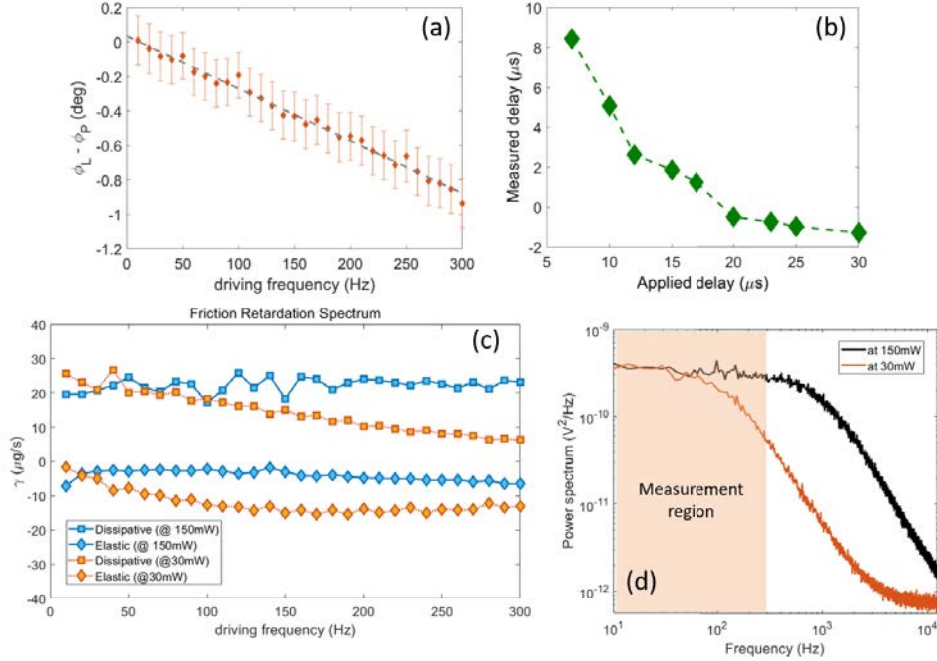 (a)
0.2
0
-0.2
-0.4
-0.6
-0.8
-1
-1.2
ϕL - ϕP (deg)
0 50 100 150 200 250 300
driving frequency (Hz)
(b)
10
8
6
4
2
0
-2
Measured delay (μs)
5 10 15 20 25 30
Applied delay (μs)
Friction Retardation Spectrum
(c)
40
30
20
10
0
-10
-20
-30
-40
γ (μg/s)
Dissipative (@ 150mW)
Elastic (@ 150mW)
Dissipative (@30mW)
Elastic (@30mW)
0 50 100 150 200 250 300
driving frequency (Hz)
10-9
10-10
10-11
10-12
Power spectrum (V2/Hz)
at 150mW
at 30mW
Measurement
region
(d)
101 102 103 104
Frequency (Hz)